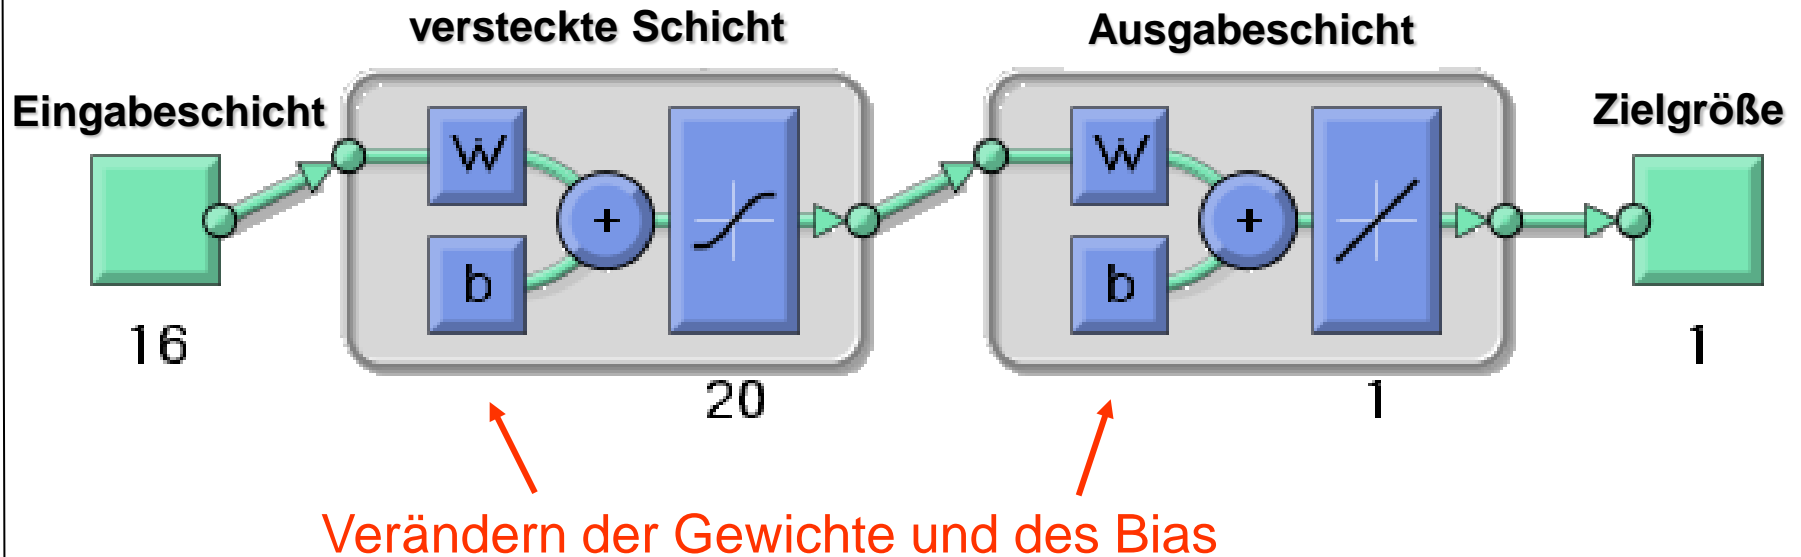 versteckte Schicht
Ausgabeschicht
Eingabeschicht
Zielgröße
W
W
+
+
b
b
16
1
20
1
Verändern der Gewichte und des Bias